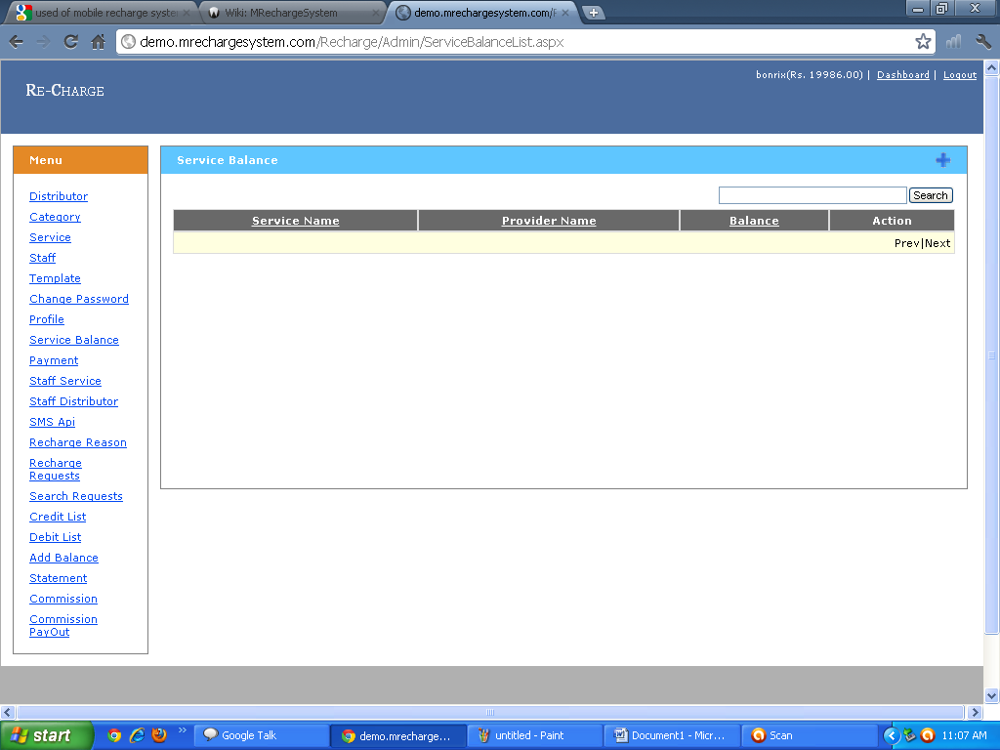 used of mobile recharge syste
Wiki: MRechargeSystem
demo.mrechargesystem.com/F
demo.mrechargesystem.com/Recharge/Admin/ServiceBalanceList.aspx
bonrix(Rs. 19986.00) | Dashboard | Logout
RE-CHARGE
Menu
Distributor
Category
Service
Staff
Template
Change Password
Profile
Service Balance
Payment
Staff Service
Staff Distributor
SMS Api
Recharge Reason
Recharge
Requests
Search Requests
Credit List
Debit List
Add Balance
Statement
Commission
Commission
PayOut
Service Balance
Search
Service Name Provider Name Balance Action
Prev|Next
start
Google Talk
demo.mrecharge...
untitled - Paint
Document1 - Micr...
Scan
11:07 AM